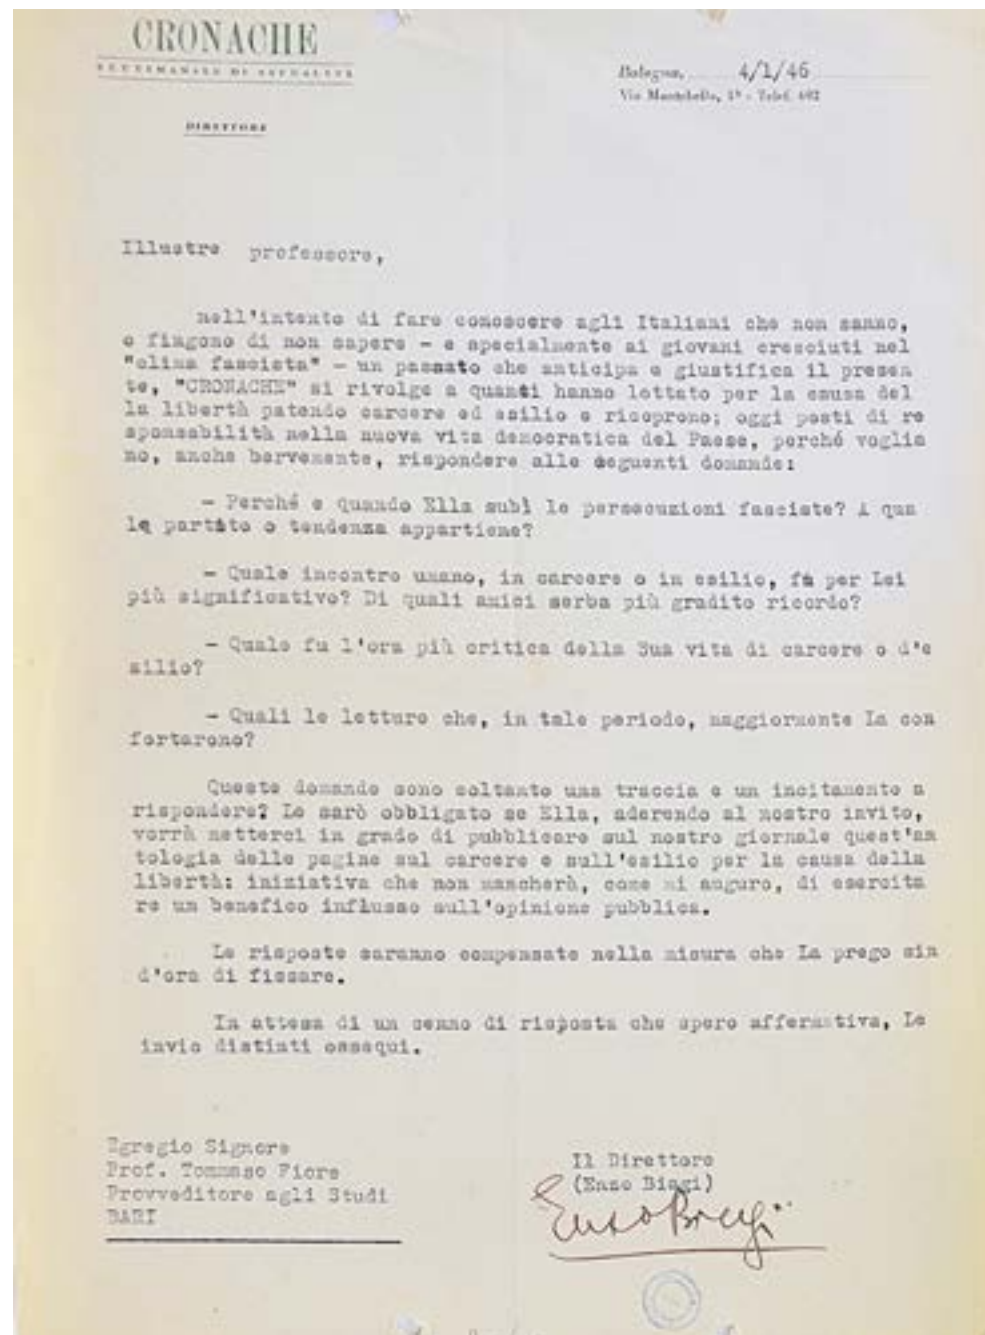 CRONACHE
SETTIMANALE DI ATTUALITÀ
DIRETTORE
Bologna, 4/1/46
Via Montebello, - Telef.
Illustre professore,
nell'intento di fare conoscere agli Italiani che non sanno,
o fingono di non sapere - e specialmente ai giovani cresciuti nel
"clima fascista" - un passato che anticipa e giustifica il presen
te, "CRONACHE" si rivolge a quanti hanno lottato per la causa del
la libertà patendo carcere ed esilio e ricoprono; oggi posti di re
sponsabilità nella nuova vita democratica del Paese, perché voglia
no, anche bervemente, rispondere alle seguenti domande:
- Perché e quando Ella subì le persecuzioni fasciste? A qua
le partito o tendenza appartiene?
- Quale incontro umano, in carcere o in esilio, fu per Lei
più significativo? Di quali amici serba più gradito ricordo?
- Quale fu l'ora più critica della Sua vita di carcere o d'e
silio?
- Quali le letture che, in tale periodo, maggiormente La con
fortarono?
Queste domande sono soltanto una traccia e un incitamento a
rispondere? Le sarò obbligato se Ella, aderendo al nostro invito,
vorrà metterci in grado di pubblicare sul nostro giornale quest'an
tologia delle pagine sul carcere e sull'esilio per la causa della
libertà: iniziativa che non mancherà, come mi auguro, di esercita
re un benefico influsso sull'opinione pubblica.
Le risposte saranno compensate nella misura che La prego sin
d'ora di fissare.
In attesa di un cenno di risposta che spero affermativa, Le
invio distinti ossequi.
Egregio Signore
Prof. Tommaso Fiore
Provveditore agli Studi
BARI
Il Direttore
(Enzo Biagi)
Enzo Biagi